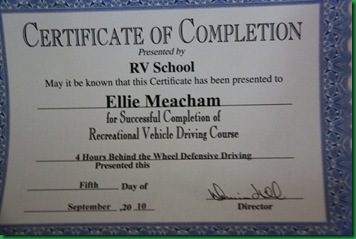 CERTIFICATE OF COMPLETION
Presented by
RV School
May it be known that this Certificate has been presented to
Ellie Meacham
for Successful Completion of
Recreational Vehicle Driving Course
4 Hours Behind the Wheel Defensive Driving
Presented this
Fifth Day of
September, 20 10
Director